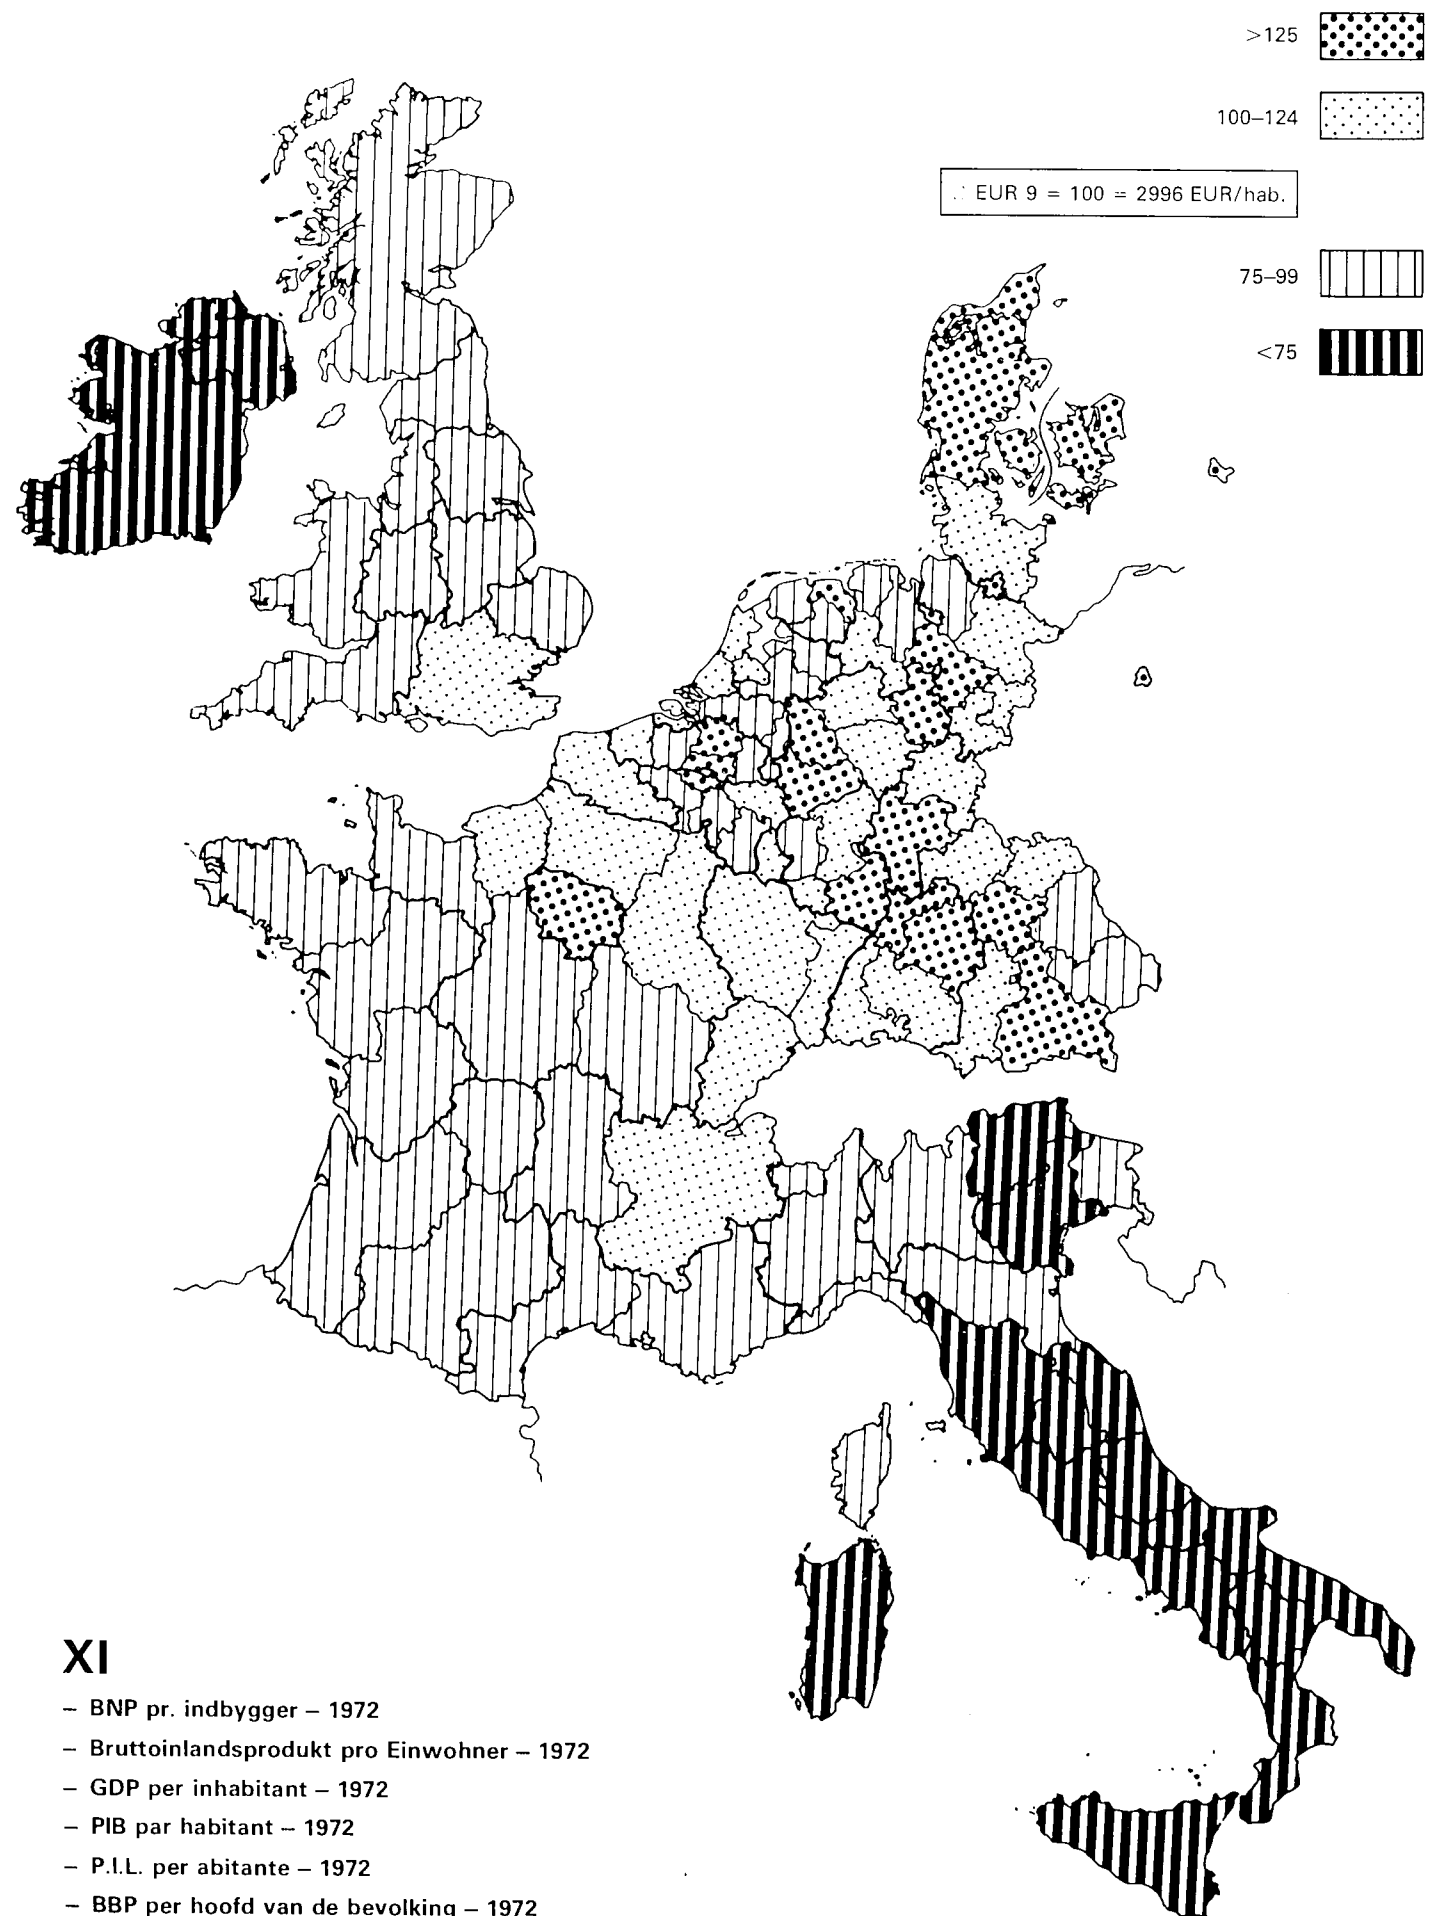 >125
100–124
EUR 9 = 100 = 2996 EUR/hab.
75–99
<75
XI
– BNP pr. indbygger – 1972
– Bruttoinlandsprodukt pro Einwohner – 1972
– GDP per inhabitant – 1972
– PIB par habitant – 1972
– P.I.L. per abitante – 1972
– BBP per hoofd van de bevolking – 1972